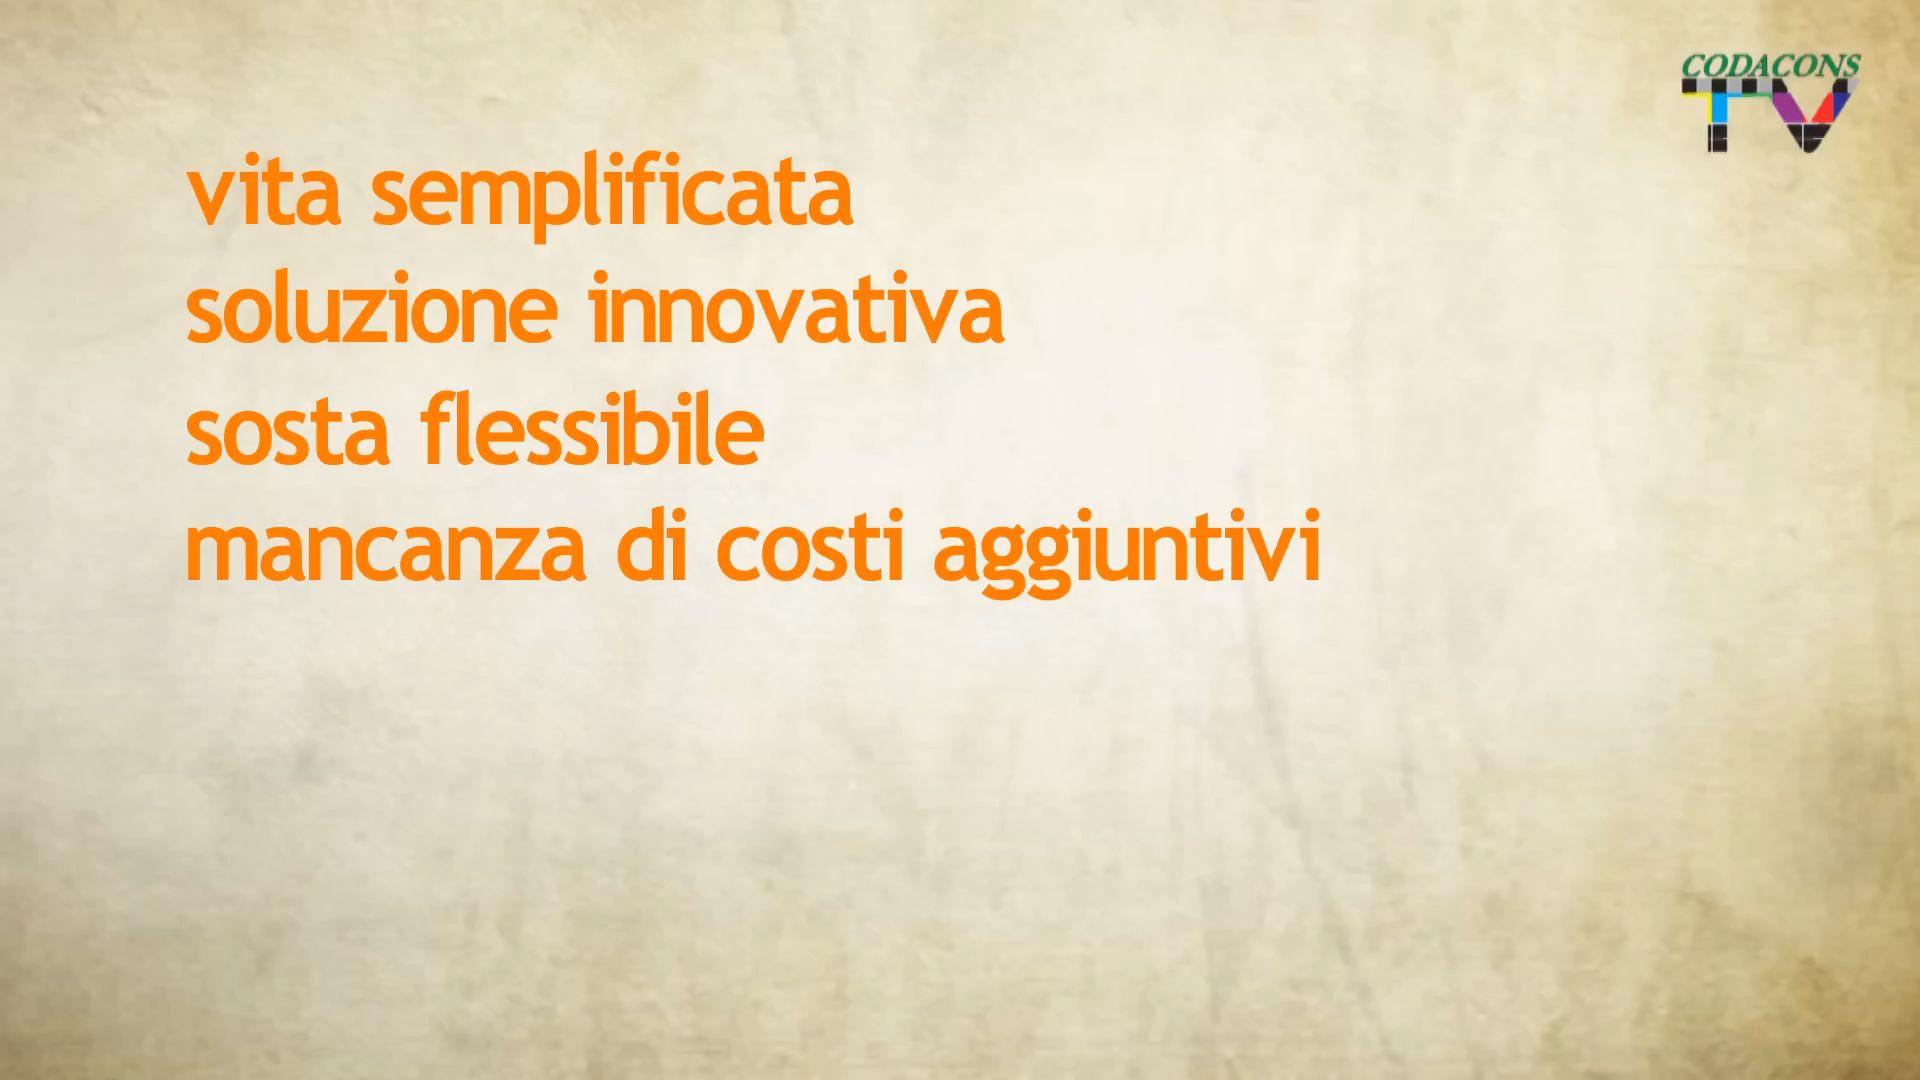 CODACONS
TV
vita semplificata
soluzione innovativa
sosta flessibile
mancanza di costi aggiuntivi